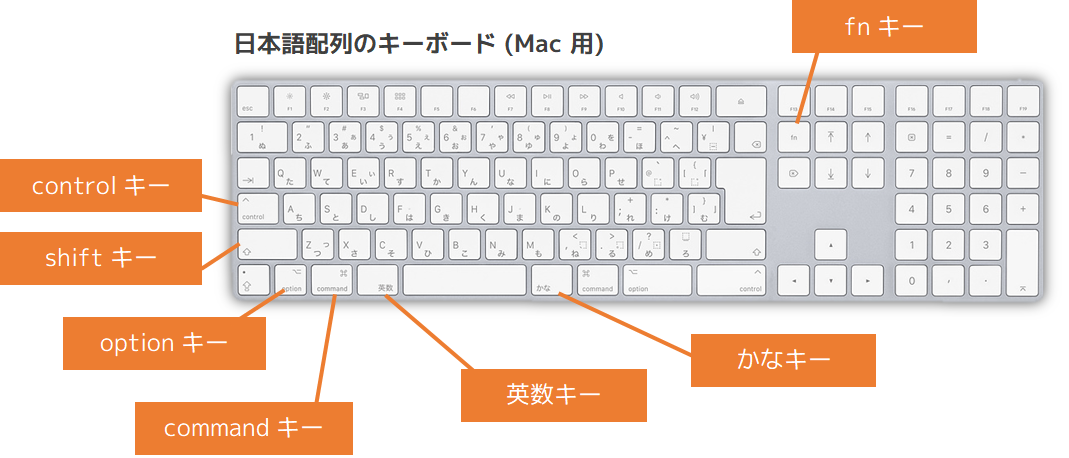 fn キー
日本語配列のキーボード (Mac 用)
esc F1 F2 F3 F4 F5 F6 F7 F8 F9 F10 F11 F12 F13 F14 F15 F16 F17 F18 F19
1 ! ぬ 2 " ふ 3 # ぁ あ 4 $ ぅ う 5 % ぇ え 6 & ぉ お 7 ' ゃ や 8 ( ゅ ゆ 9 ) ょ よ 0 を わ - = ほ ^ ~ へ ¥ | fn = / *
Q た W て E ぃ い R す T か Y ん U な I に O ら P せ @ ` [ { 「 7 8 9 -
control キー
control A ち S と D し F は G き H く J ま K の L り ; + れ : * け ] } 」 む 4 5 6 +
shift キー
Z っ つ X さ C そ V ひ B こ N み M も , < 、 ね . > 。 る / ? ・ め _ ろ 1 2 3
option command 英数 かな command option control 0 , .
option キー
かなキー
英数キー
command キー